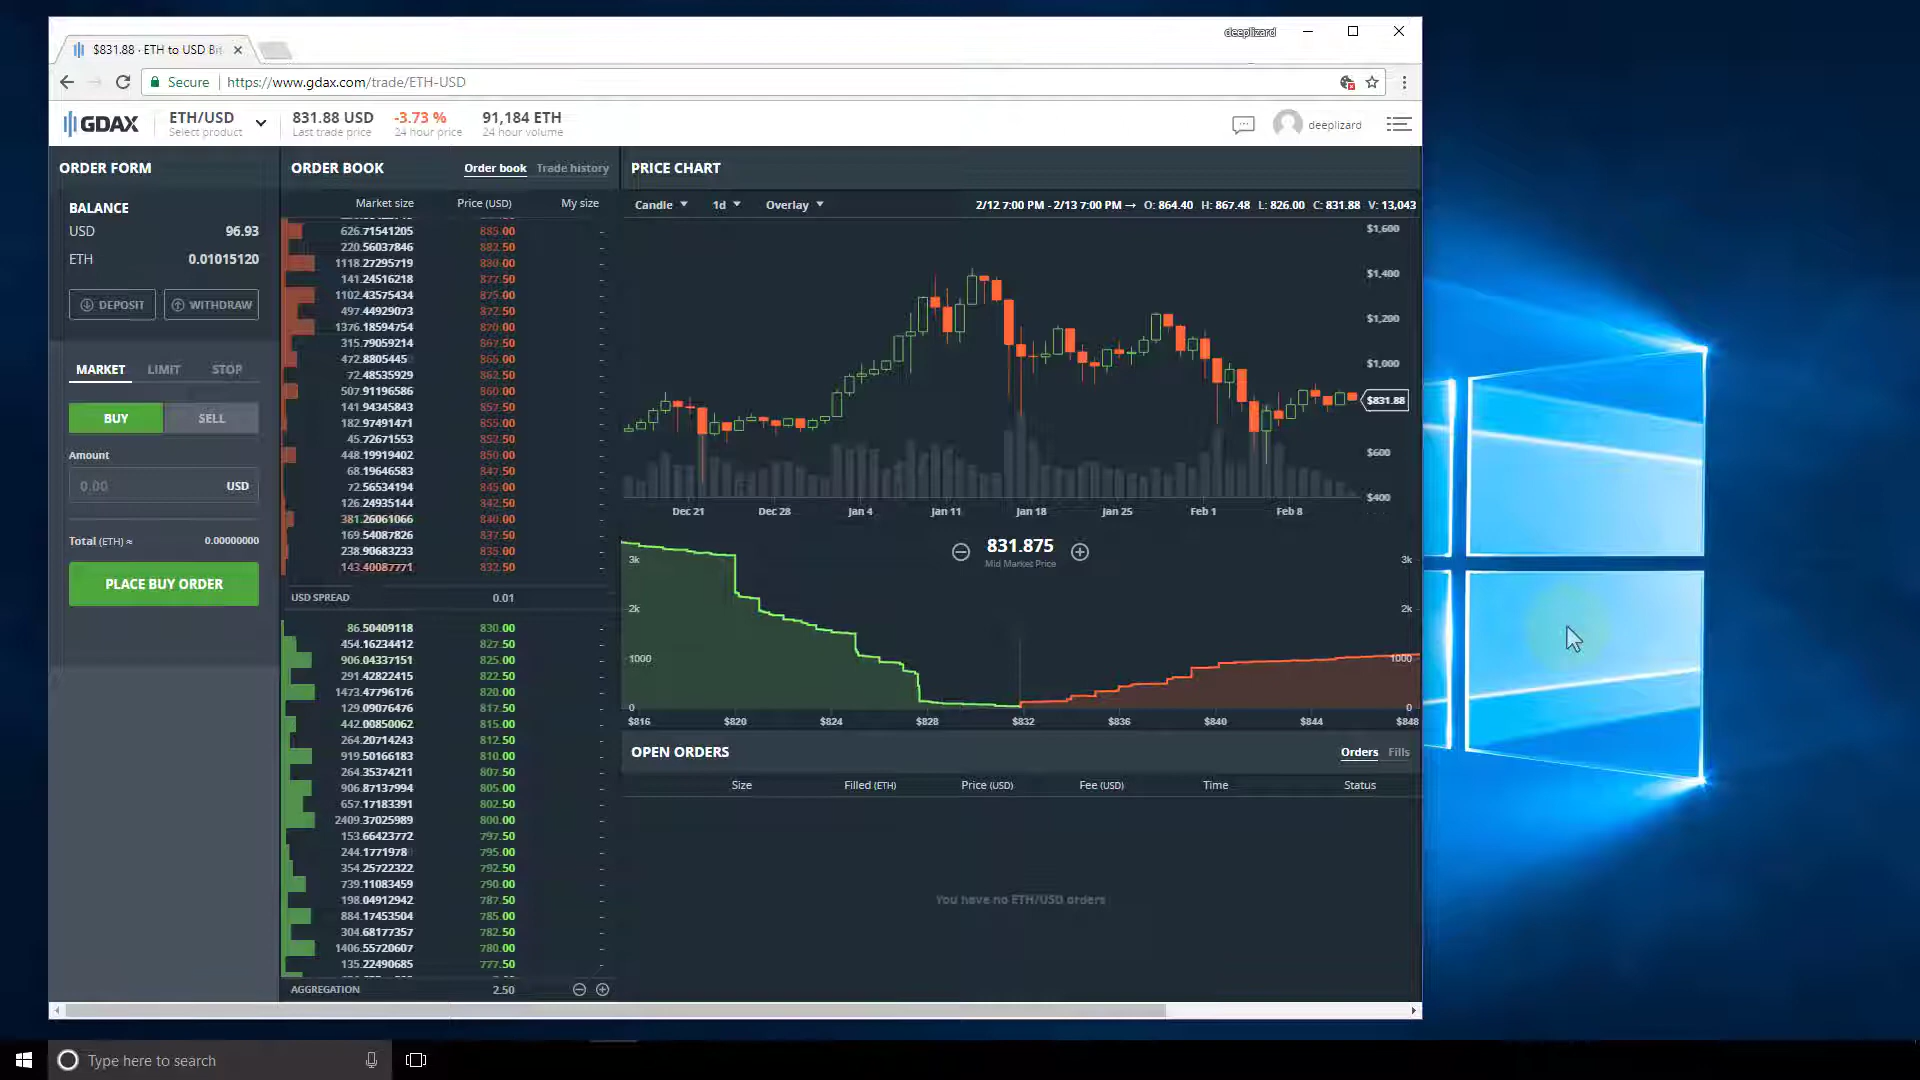 deeplizard
$831.88 · ETH to USD Bit
Secure https://www.gdax.com/trade/ETH-USD
GDAX
ETH/USD
Select product
831.88 USD
Last trade price
-3.73 %
24 hour price
91,184 ETH
24 hour volume
deeplizard
ORDER FORM
BALANCE
USD 96.93
ETH 0.01015120
DEPOSIT WITHDRAW
MARKET LIMIT STOP
BUY SELL
Amount
0.00 USD
Total (ETH) ≈ 0.00000000
PLACE BUY ORDER
ORDER BOOK Order book Trade history
Market size Price (USD) My size
626.71541205 885.00 -
220.56037846 882.50 -
1118.27295719 880.00 -
141.24516218 877.50 -
1102.43575434 875.00 -
497.44929073 872.50 -
1376.18594754 870.00 -
315.79059214 867.50 -
472.8805445 865.00 -
72.48535929 862.50 -
507.91196586 860.00 -
141.94345843 857.50 -
182.97491471 855.00 -
45.72671553 852.50 -
448.19919402 850.00 -
68.19646583 847.50 -
72.56534194 845.00 -
126.24935144 842.50 -
381.26061066 840.00 -
169.54087826 837.50 -
238.90683233 835.00 -
143.40087771 832.50 -
USD SPREAD 0.01
86.50409118 830.00 -
454.16234412 827.50 -
906.04337151 825.00 -
291.42822415 822.50 -
1473.47796176 820.00 -
129.09076476 817.50 -
442.00850062 815.00 -
264.20714243 812.50 -
919.50166183 810.00 -
264.35374211 807.50 -
906.87137994 805.00 -
657.17183391 802.50 -
2409.37025989 800.00 -
153.66423772 797.50 -
244.1771978 795.00 -
354.25722322 792.50 -
739.11083459 790.00 -
198.04912942 787.50 -
884.17453504 785.00 -
304.68177357 782.50 -
1406.55720607 780.00 -
135.22490685 777.50 -
AGGREGATION 2.50
PRICE CHART
Candle 1d Overlay
2/12 7:00 PM - 2/13 7:00 PM → O: 864.40 H: 867.48 L: 826.00 C: 831.88 V: 13,043
$1,600
$1,400
$1,200
$1,000
$831.88
$600
$400
Dec 21 Dec 28 Jan 4 Jan 11 Jan 18 Jan 25 Feb 1 Feb 8
831.875
Mid Market Price
3k 3k
2k 2k
1000 1000
0 0
$816 $820 $824 $828 $832 $836 $840 $844 $848
OPEN ORDERS Orders Fills
Size Filled (ETH) Price (USD) Fee (USD) Time Status
You have no ETH/USD orders
Type here to search